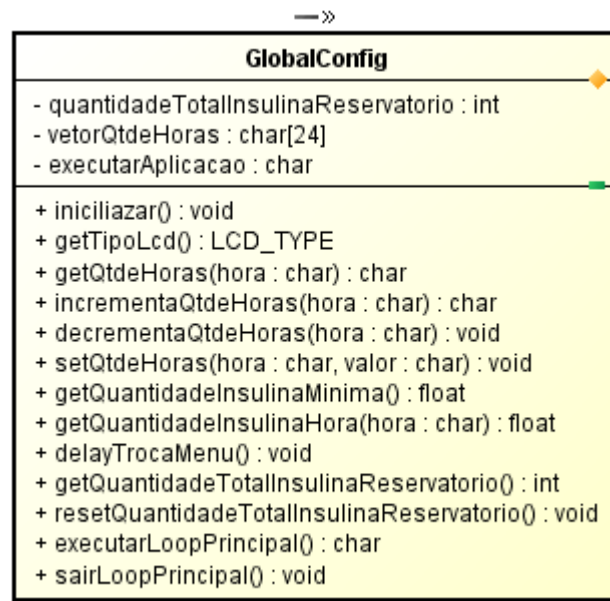 GlobalConfig
- quantidadeTotalInsulinaReservatorio : int
- vetorQtdeHoras : char[24]
- executarAplicacao : char
+ iniciliazar() : void
+ getTipoLcd() : LCD_TYPE
+ getQtdeHoras(hora : char) : char
+ incrementaQtdeHoras(hora : char) : char
+ decrementaQtdeHoras(hora : char) : void
+ setQtdeHoras(hora : char, valor : char) : void
+ getQuantidadeInsulinaMinima() : float
+ getQuantidadeInsulinaHora(hora : char) : float
+ delayTrocaMenu() : void
+ getQuantidadeTotalInsulinaReservatorio() : int
+ resetQuantidadeTotalInsulinaReservatorio() : void
+ executarLoopPrincipal() : char
+ sairLoopPrincipal() : void